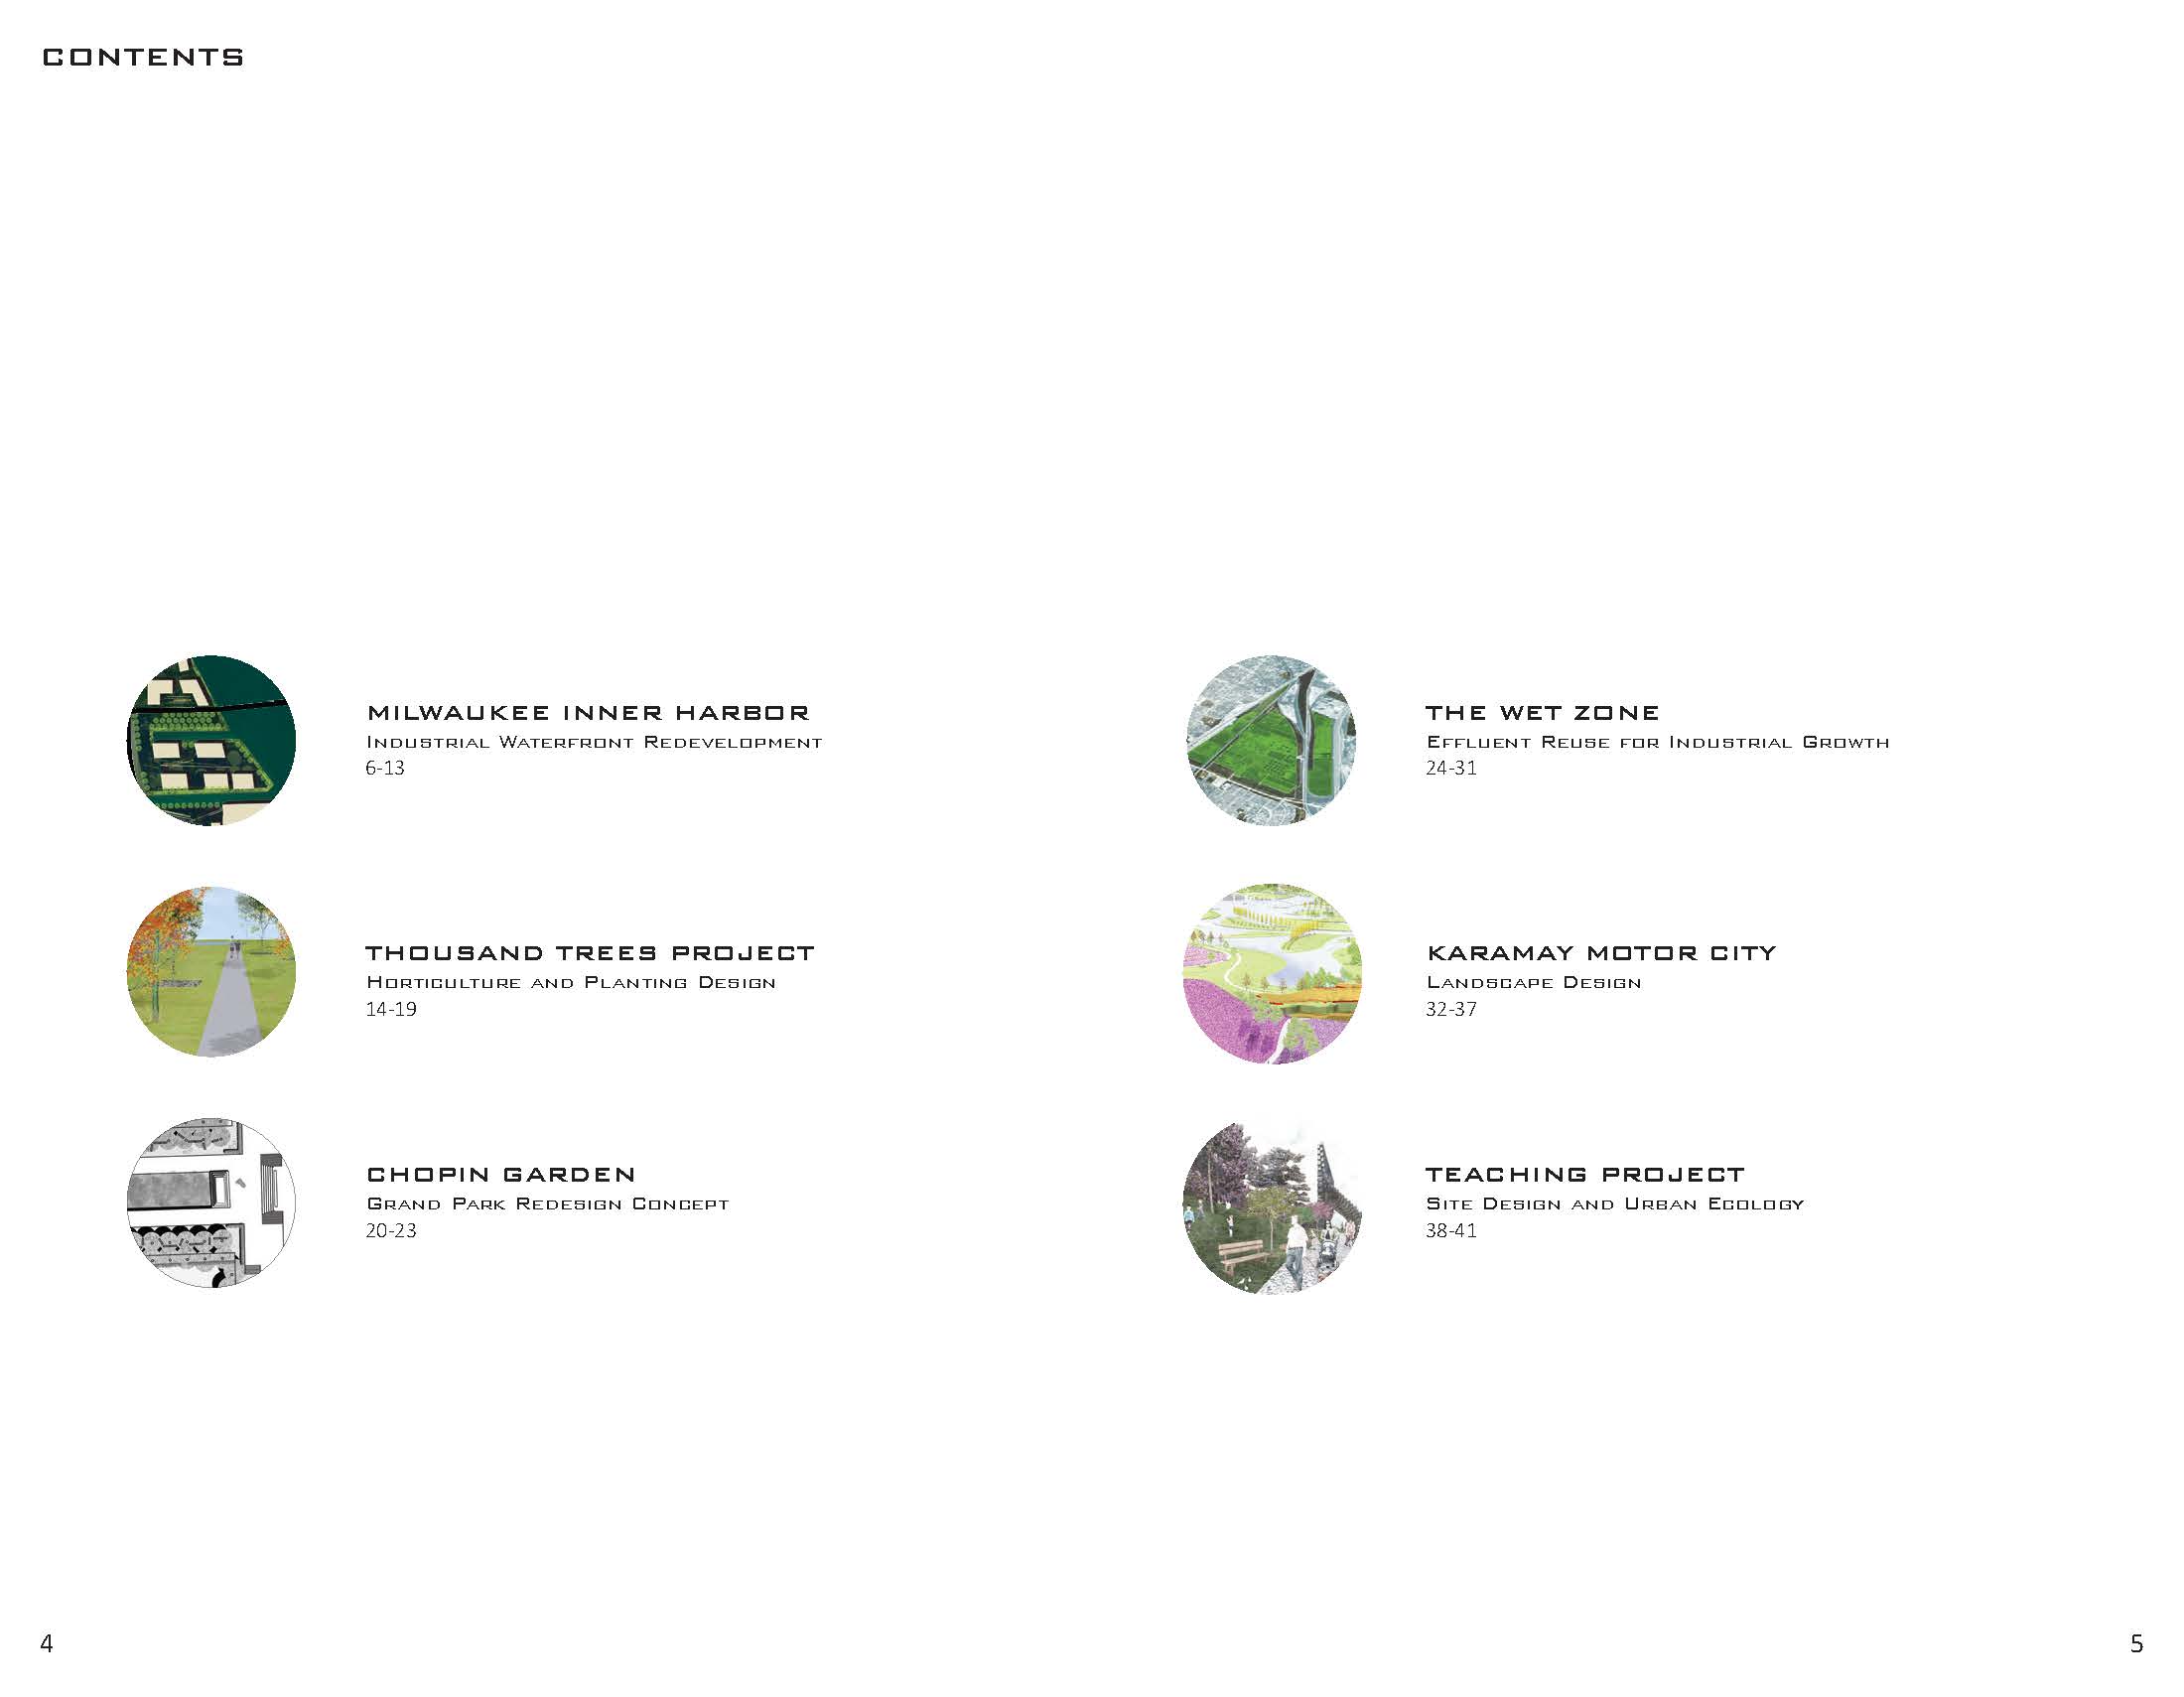 CONTENTS
MILWAUKEE INNER HARBOR
Industrial Waterfront Redevelopment
6-13
THOUSAND TREES PROJECT
Horticulture and Planting Design
14-19
CHOPIN GARDEN
Grand Park Redesign Concept
20-23
THE WET ZONE
Effluent Reuse for Industrial Growth
24-31
KARAMAY MOTOR CITY
Landscape Design
32-37
TEACHING PROJECT
Site Design and Urban Ecology
38-41
4
5